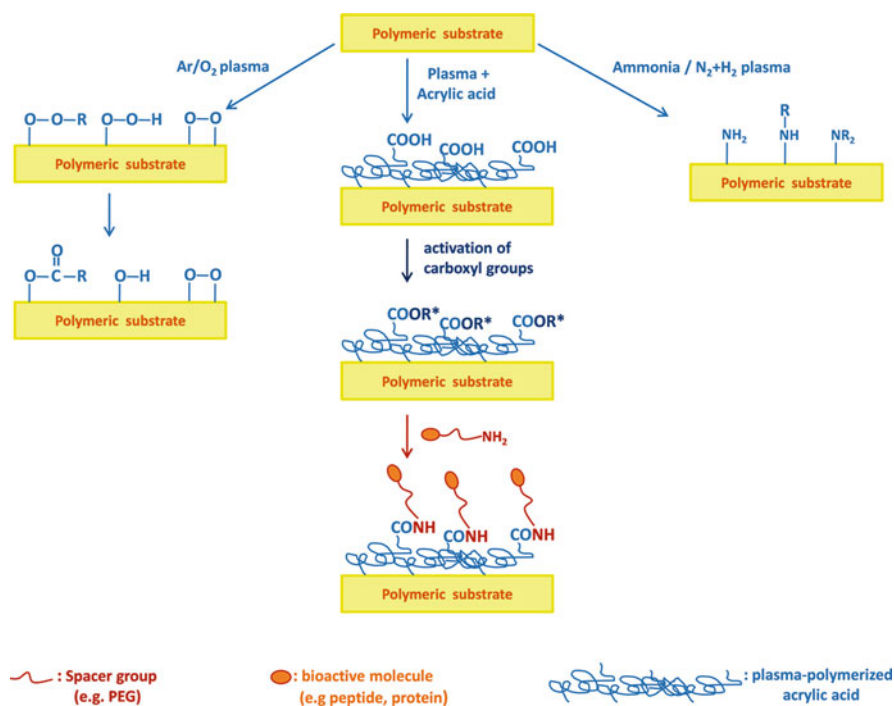 Polymeric substrate
Ar/O₂ plasma
Plasma +
Acrylic acid
Ammonia / N₂+H₂ plasma
O—O—R O—O—H O—O
Polymeric substrate
COOH COOH COOH
Polymeric substrate
R
NH₂ NH NR₂
Polymeric substrate
activation of
carboxyl groups
O
O—C—R O—H O—O
Polymeric substrate
COOR* COOR* COOR*
Polymeric substrate
NH₂
CONH CONH CONH
Polymeric substrate
: Spacer group
(e.g. PEG)
: bioactive molecule
(e.g peptide, protein)
: plasma-polymerized
acrylic acid